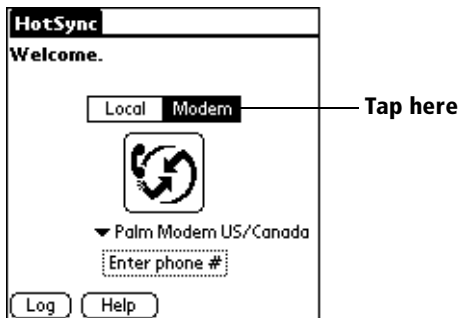 HotSync
Welcome.
Local Modem
Tap here
Palm Modem US/Canada
Enter phone #
Log Help